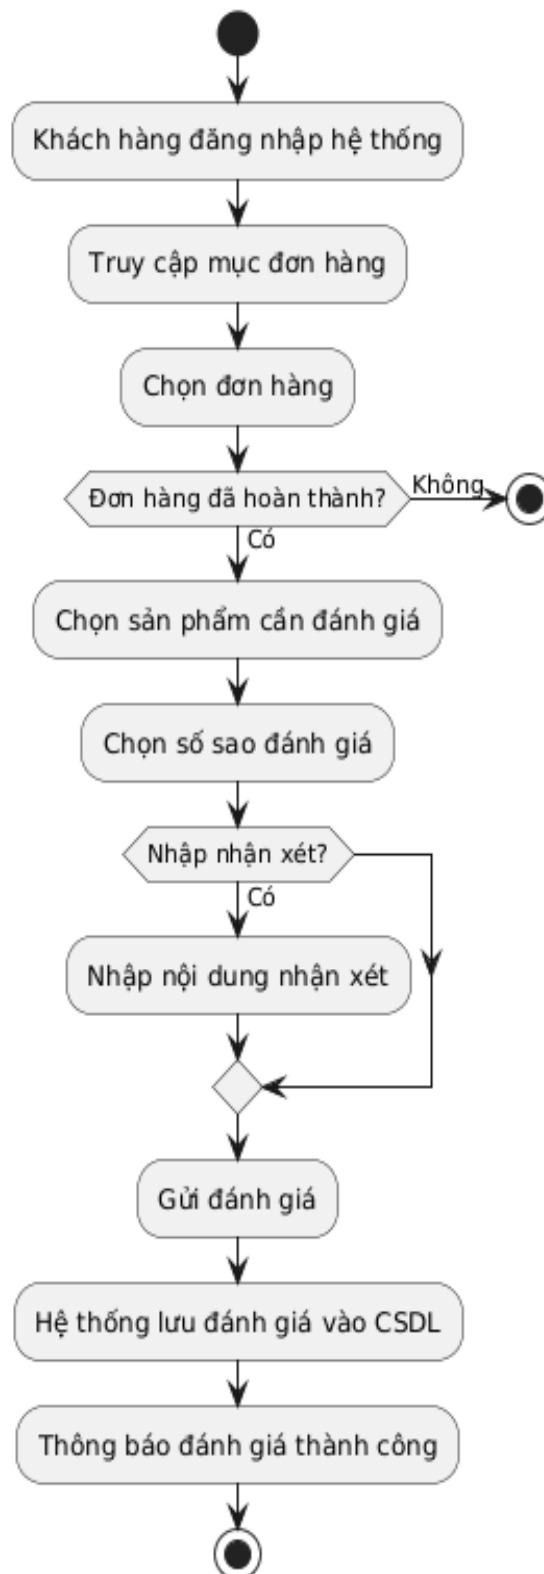 Khách hàng đăng nhập hệ thống
Truy cập mục đơn hàng
Chọn đơn hàng
Đơn hàng đã hoàn thành?
Không
Có
Chọn sản phẩm cần đánh giá
Chọn số sao đánh giá
Nhập nhận xét?
Có
Nhập nội dung nhận xét
Gửi đánh giá
Hệ thống lưu đánh giá vào CSDL
Thông báo đánh giá thành công